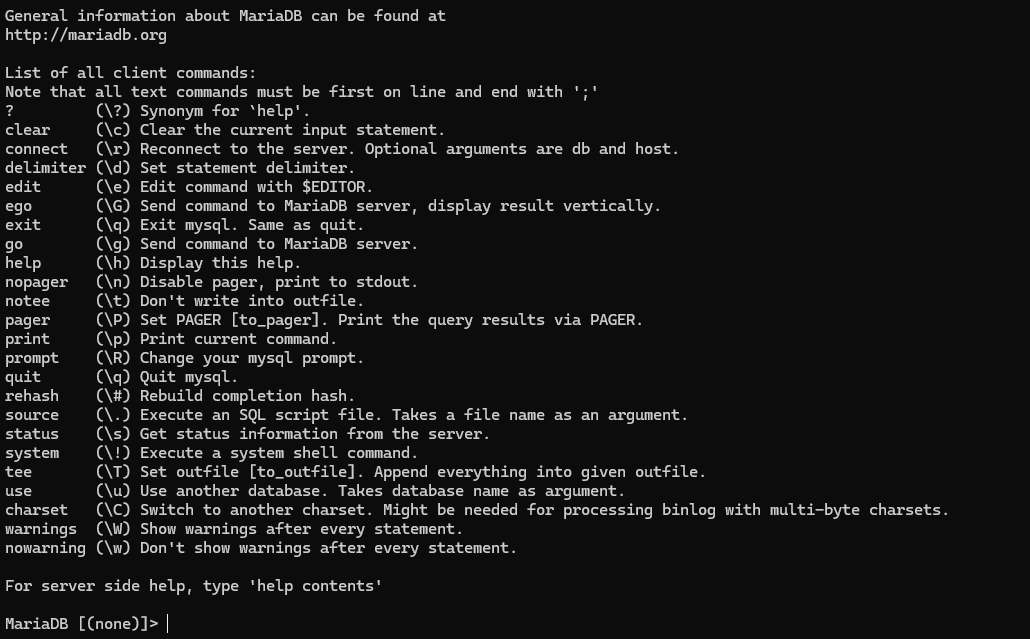 General information about MariaDB can be found at
http://mariadb.org

List of all client commands:
Note that all text commands must be first on line and end with ';'
?         (\?) Synonym for `help'.
clear     (\c) Clear the current input statement.
connect   (\r) Reconnect to the server. Optional arguments are db and host.
delimiter (\d) Set statement delimiter.
edit      (\e) Edit command with $EDITOR.
ego       (\G) Send command to MariaDB server, display result vertically.
exit      (\q) Exit mysql. Same as quit.
go        (\g) Send command to MariaDB server.
help      (\h) Display this help.
nopager   (\n) Disable pager, print to stdout.
notee     (\t) Don't write into outfile.
pager     (\P) Set PAGER [to_pager]. Print the query results via PAGER.
print     (\p) Print current command.
prompt    (\R) Change your mysql prompt.
quit      (\q) Quit mysql.
rehash    (\#) Rebuild completion hash.
source    (\.) Execute an SQL script file. Takes a file name as an argument.
status    (\s) Get status information from the server.
system    (\!) Execute a system shell command.
tee       (\T) Set outfile [to_outfile]. Append everything into given outfile.
use       (\u) Use another database. Takes database name as argument.
charset   (\C) Switch to another charset. Might be needed for processing binlog with multi-byte charsets.
warnings  (\W) Show warnings after every statement.
nowarning (\w) Don't show warnings after every statement.

For server side help, type 'help contents'

MariaDB [(none)]>